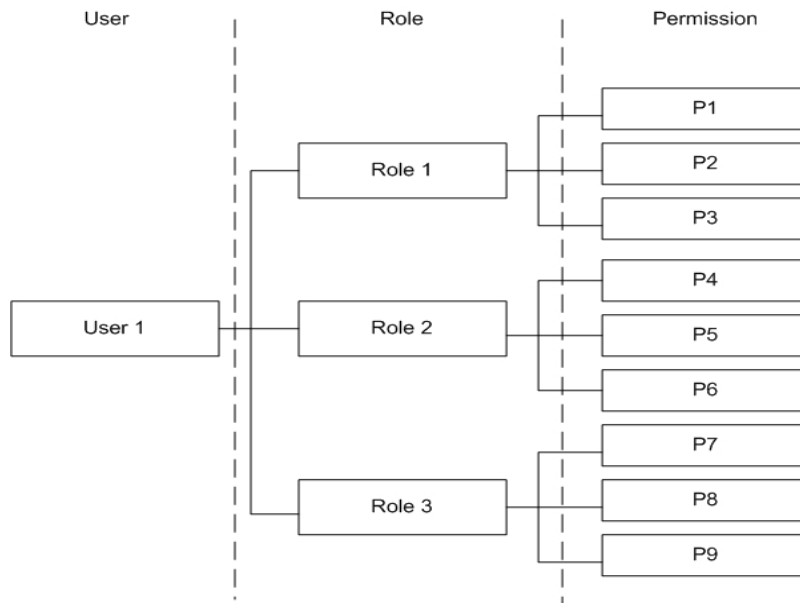 User Role Permission
P1
Role 1 P2
P3
P4
User 1 Role 2 P5
P6
P7
Role 3 P8
P9